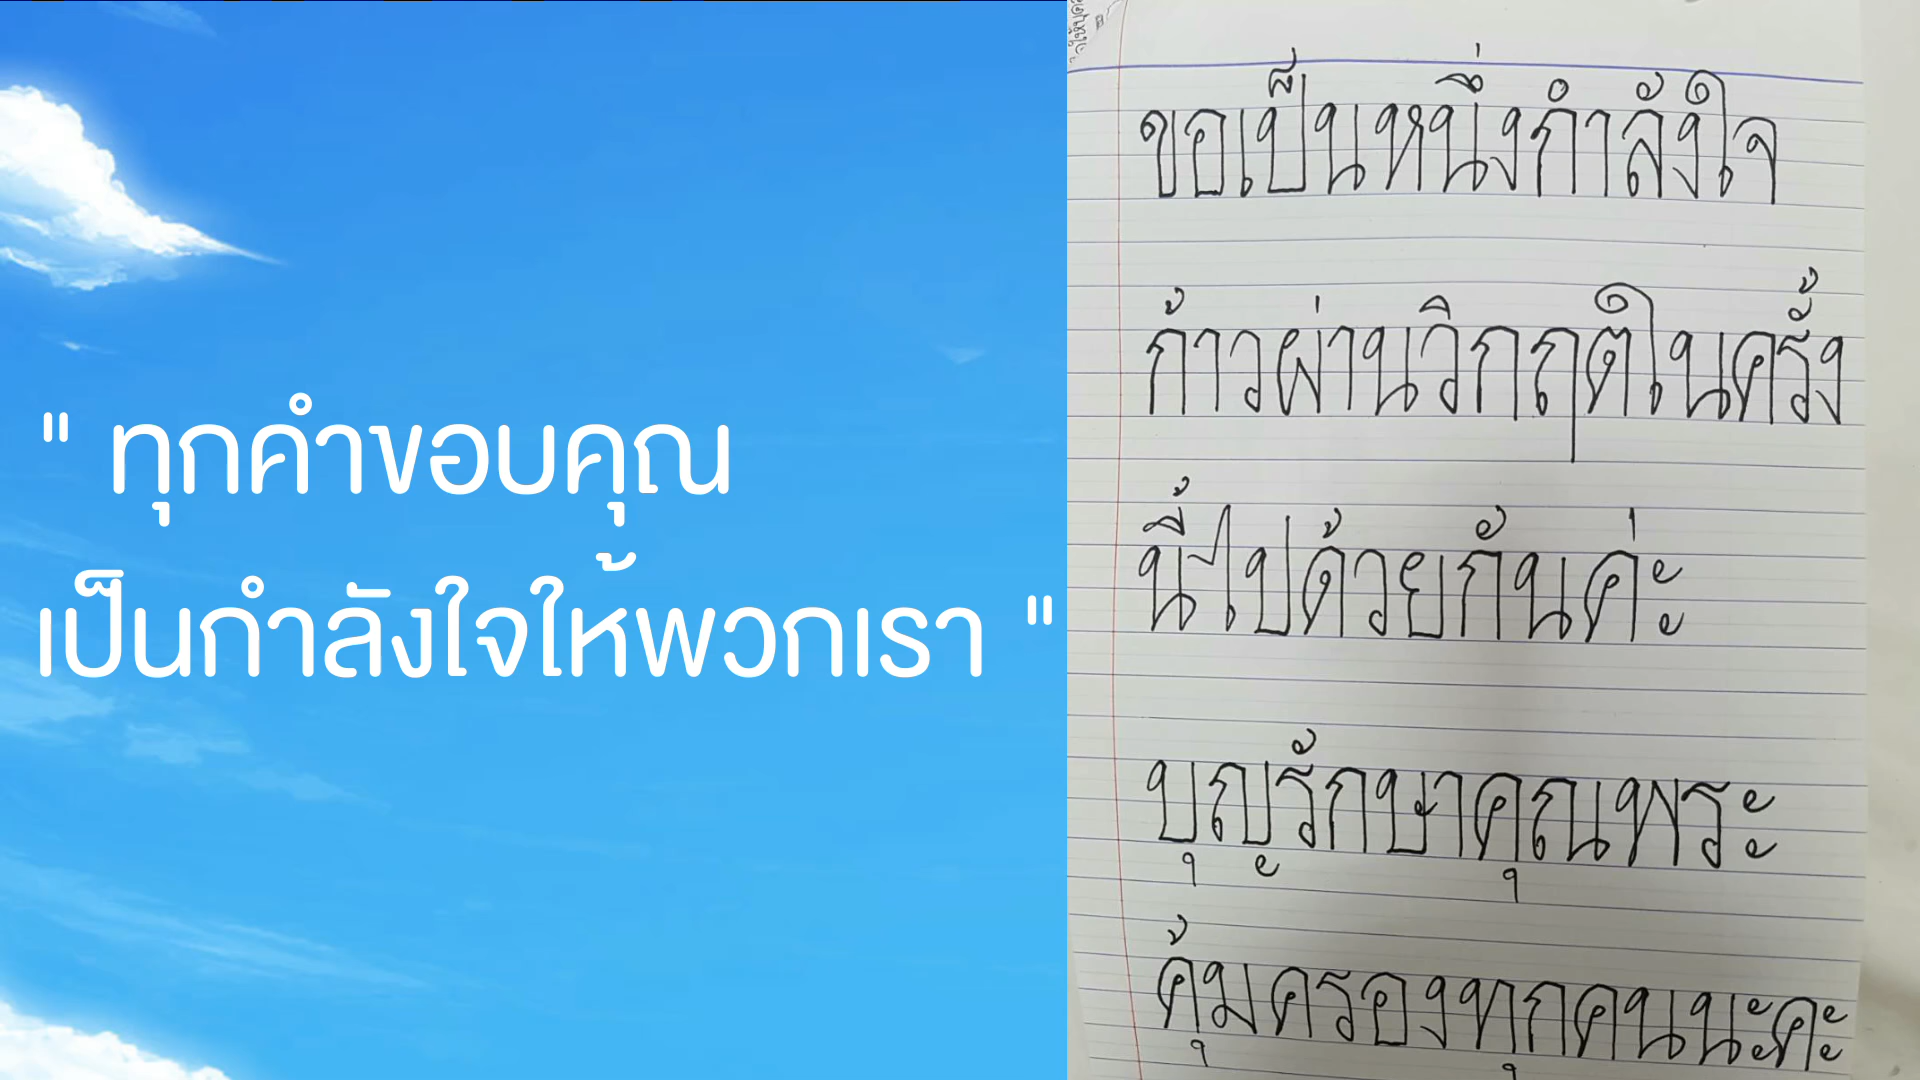 " ทุกคำขอบคุณ
เป็นกำลังใจให้พวกเรา "
ขอเป็นหนึ่งกำลังใจ
ก้าวผ่านวิกฤตในครั้ง
นี้ไปด้วยกันค่ะ
บุญรักษาคุณพระ
คุ้มครองทุกคนนะคะ